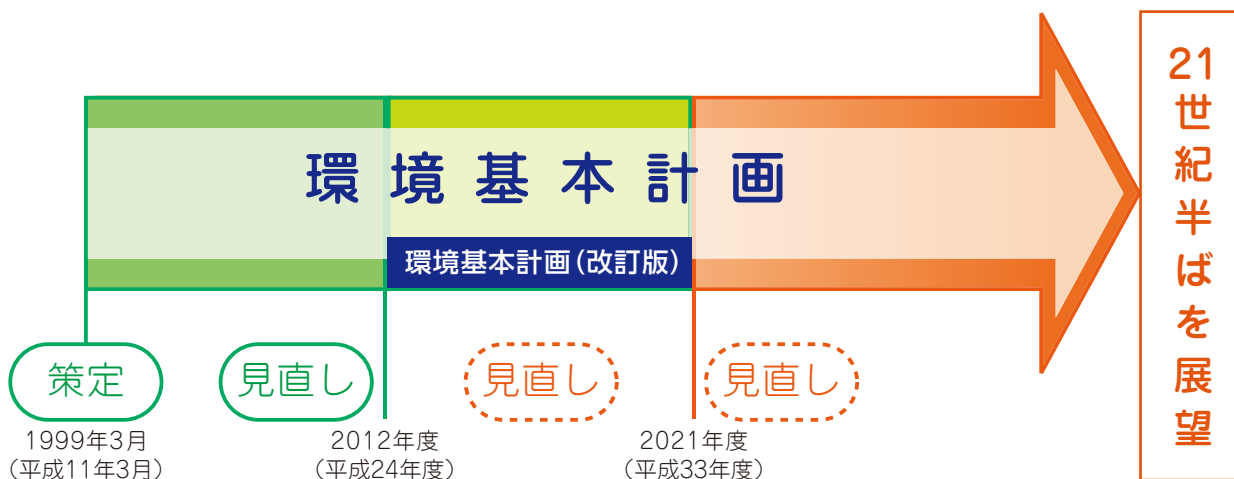 環境基本計画
環境基本計画（改訂版）
21世紀半ばを展望
策定
見直し
見直し
見直し
1999年3月
（平成11年3月）
2012年度
（平成24年度）
2021年度
（平成33年度）